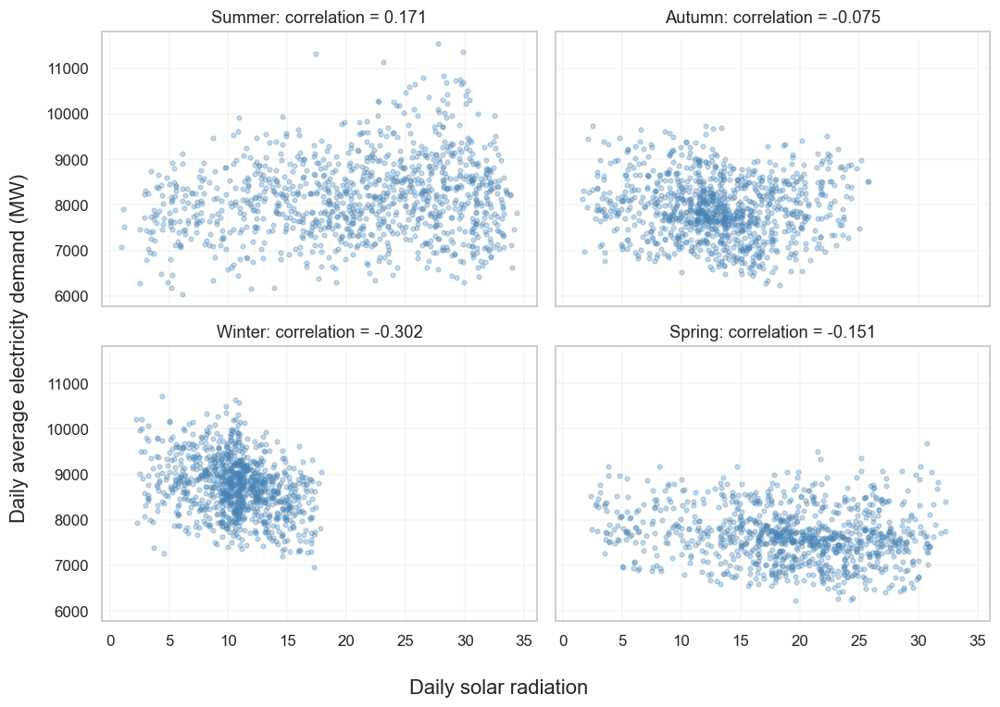 Summer: correlation = 0.171
Autumn: correlation = -0.075
11000
10000
9000
8000
7000
6000
Winter: correlation = -0.302
Spring: correlation = -0.151
11000
10000
9000
8000
7000
6000
0 5 10 15 20 25 30 35
0 5 10 15 20 25 30 35
Daily solar radiation
Daily average electricity demand (MW)